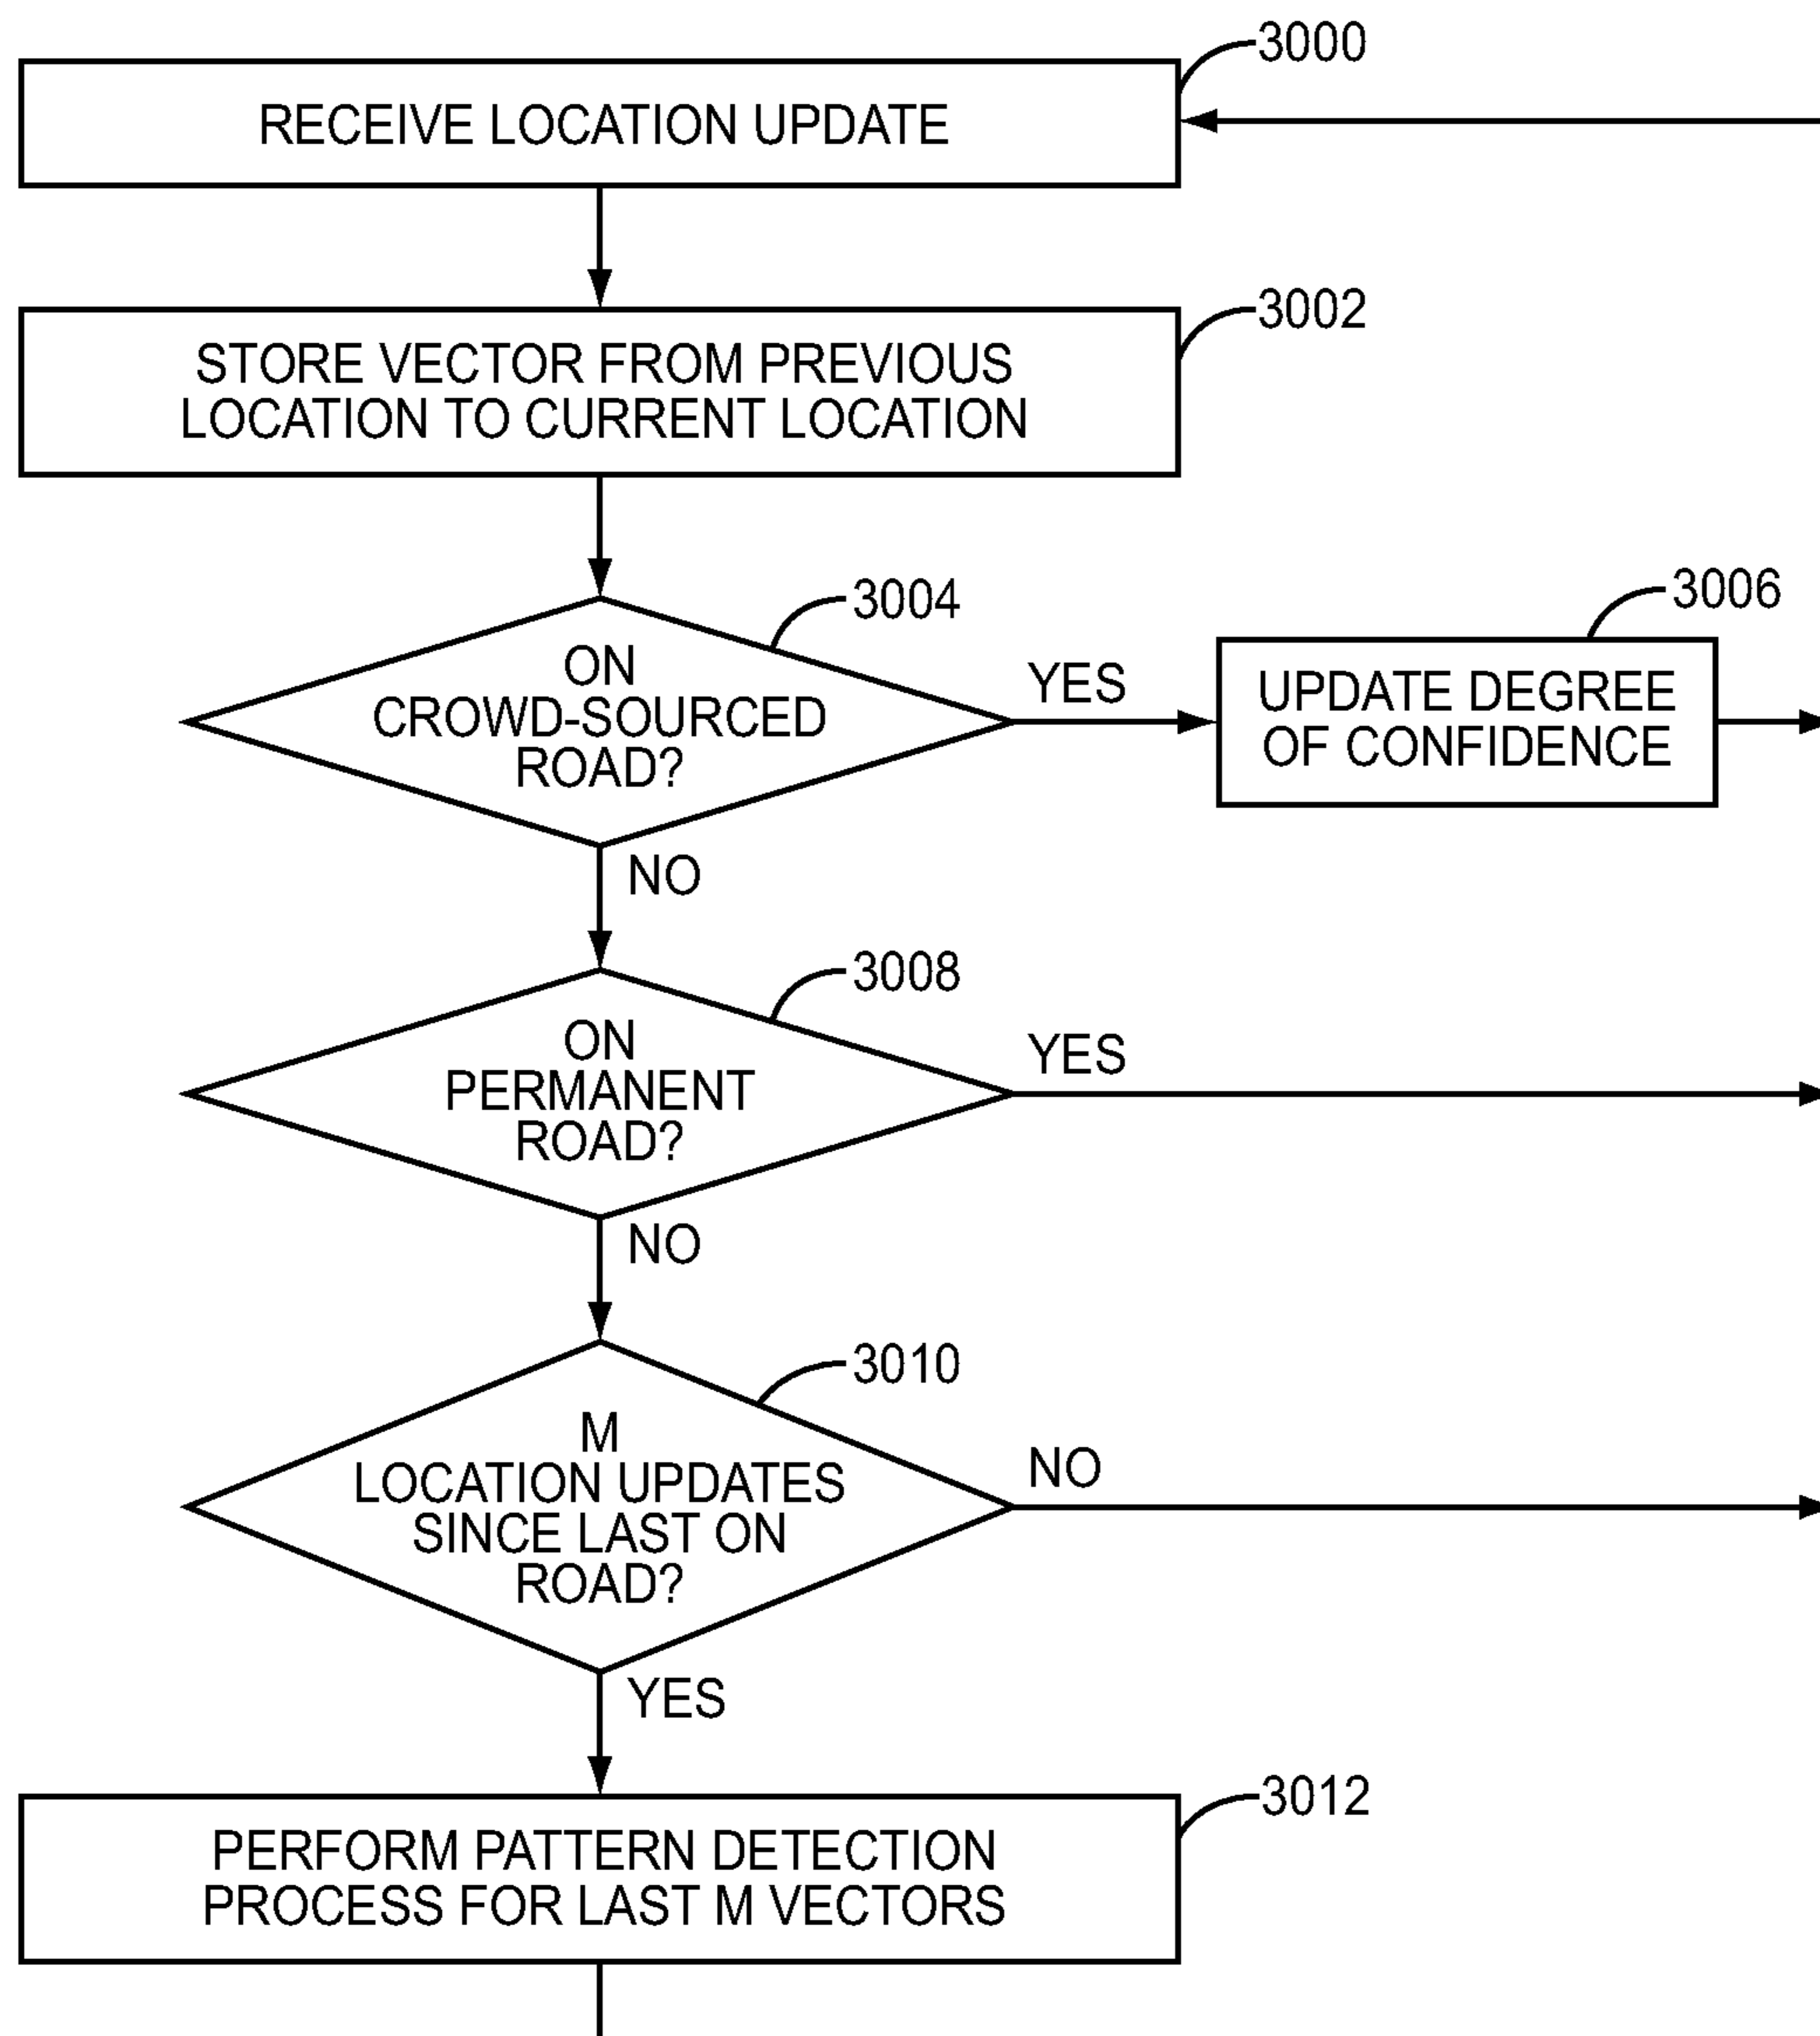 3000
RECEIVE LOCATION UPDATE
3002
STORE VECTOR FROM PREVIOUS
LOCATION TO CURRENT LOCATION
3004
ON
CROWD-SOURCED
ROAD?
YES
3006
UPDATE DEGREE
OF CONFIDENCE
NO
3008
ON
PERMANENT
ROAD?
YES
NO
3010
M
LOCATION UPDATES
SINCE LAST ON
ROAD?
NO
YES
3012
PERFORM PATTERN DETECTION
PROCESS FOR LAST M VECTORS